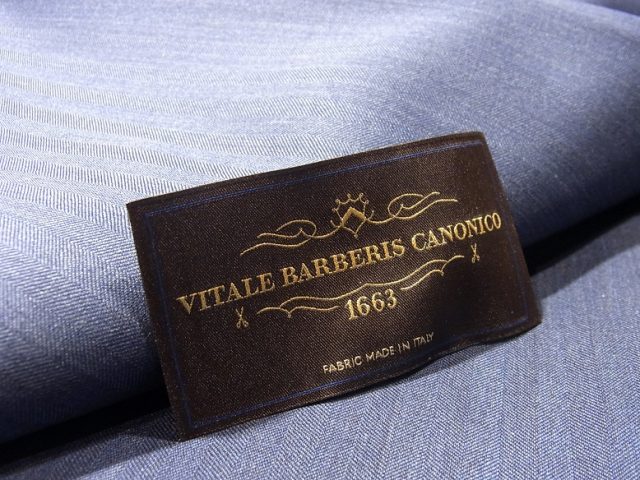 VITALE BARBERIS CANONICO
1663
FABRIC MADE IN ITALY